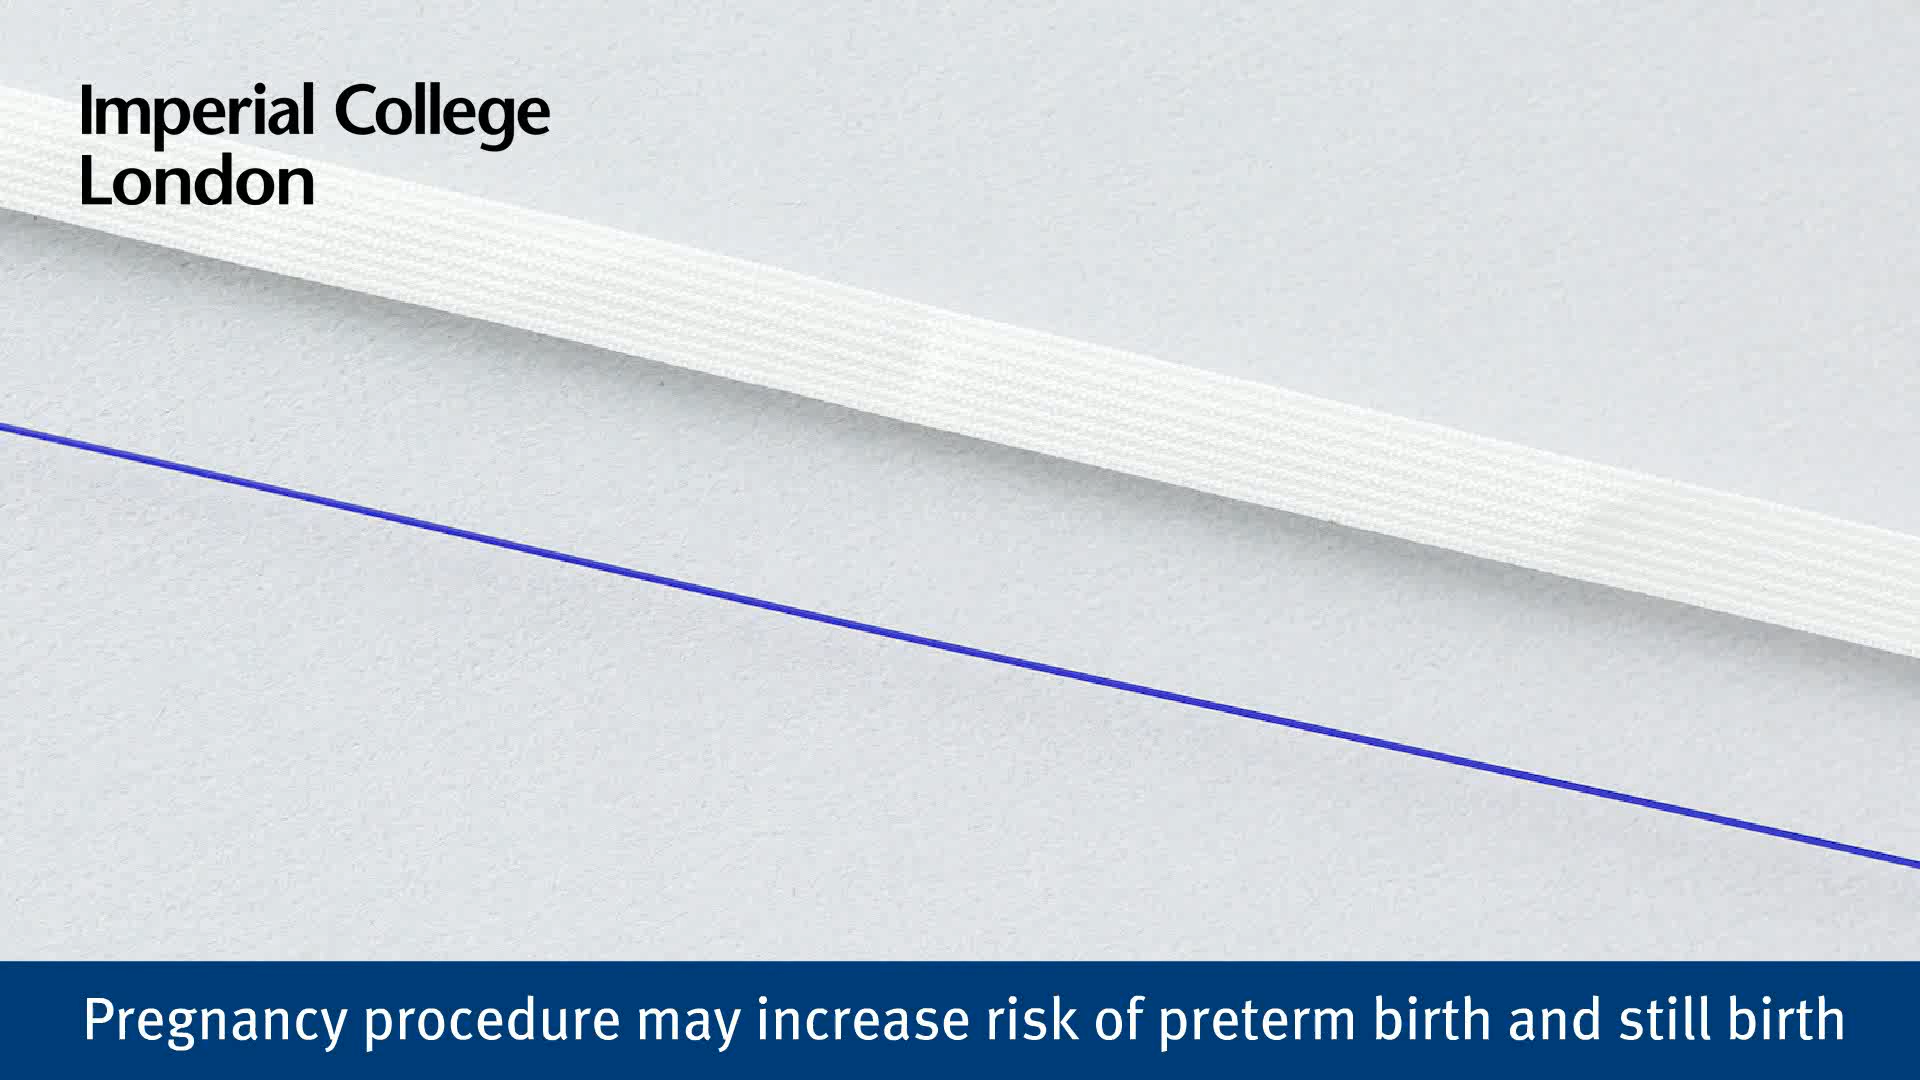 Imperial College
London
Pregnancy procedure may increase risk of preterm birth and still birth